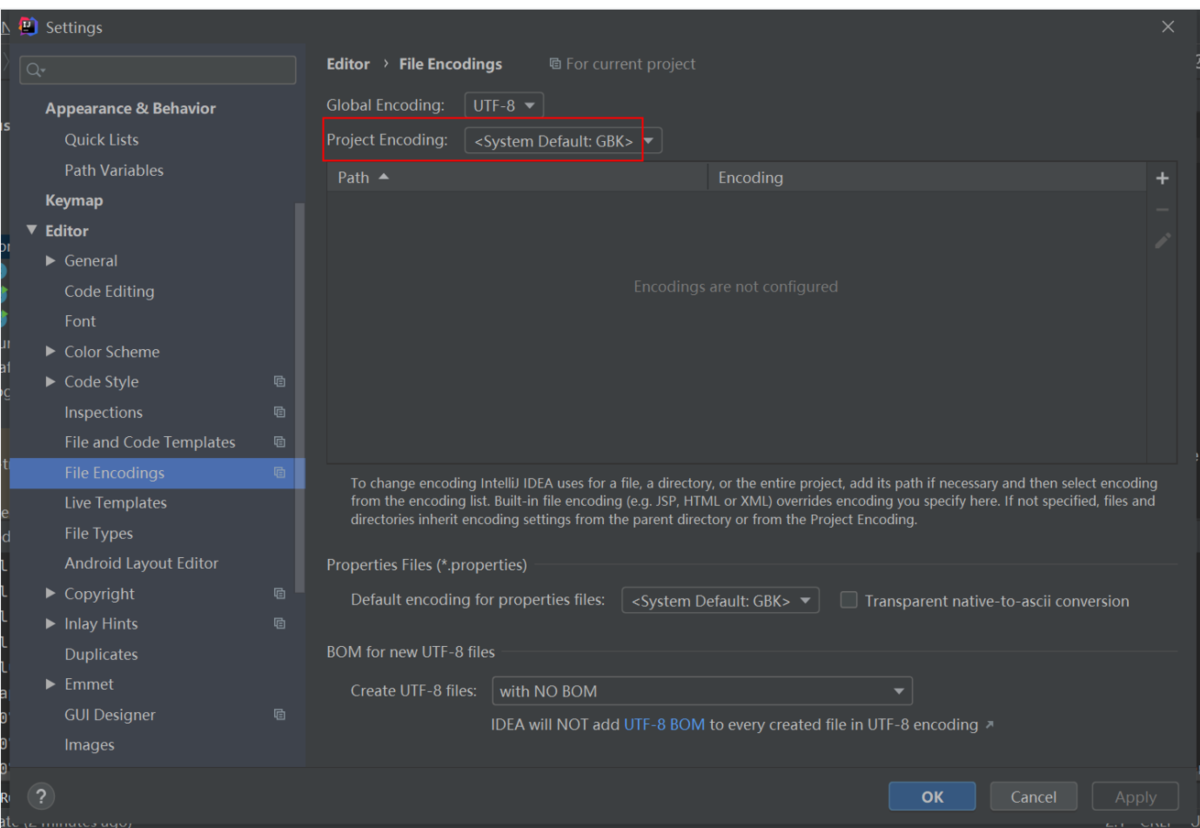 Settings
Editor › File Encodings For current project
Appearance & Behavior
Quick Lists
Path Variables
Keymap
Editor
General
Code Editing
Font
Color Scheme
Code Style
Inspections
File and Code Templates
File Encodings
Live Templates
File Types
Android Layout Editor
Copyright
Inlay Hints
Duplicates
Emmet
GUI Designer
Images
Global Encoding: UTF-8
Project Encoding: <System Default: GBK>
Path Encoding
Encodings are not configured
To change encoding IntelliJ IDEA uses for a file, a directory, or the entire project, add its path if necessary and then select encoding
from the encoding list. Built-in file encoding (e.g. JSP, HTML or XML) overrides encoding you specify here. If not specified, files and
directories inherit encoding settings from the parent directory or from the Project Encoding.
Properties Files (*.properties)
Default encoding for properties files: <System Default: GBK> Transparent native-to-ascii conversion
BOM for new UTF-8 files
Create UTF-8 files: with NO BOM
IDEA will NOT add UTF-8 BOM to every created file in UTF-8 encoding ↗
?
OK Cancel Apply